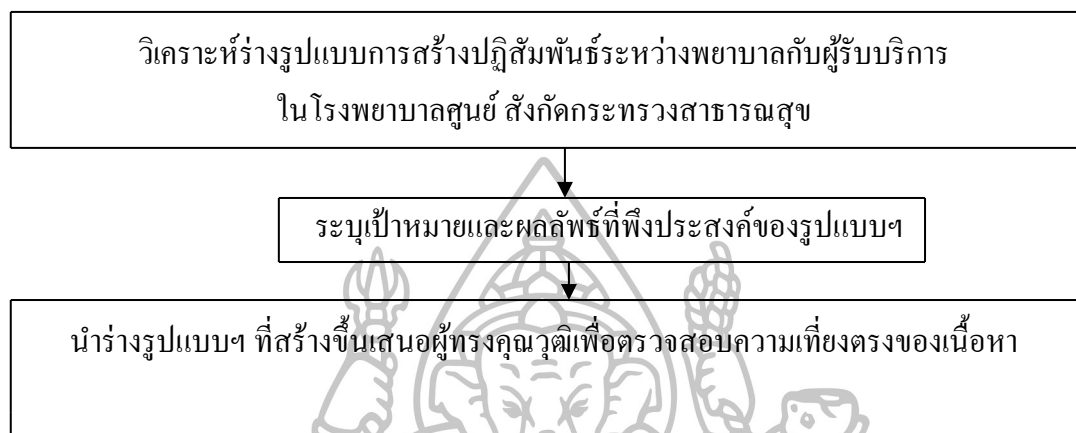 วิเคราะห์ร่างรูปแบบการสร้างปฏิสัมพันธ์ระหว่างพยาบาลกับผู้รับบริการ
ในโรงพยาบาลศูนย์ สังกัดกระทรวงสาธารณสุข
ระบุเป้าหมายและผลลัพธ์ที่พึงประสงค์ของรูปแบบฯ
นำร่างรูปแบบฯ ที่สร้างขึ้นเสนอผู้ทรงคุณวุฒิเพื่อตรวจสอบความเที่ยงตรงของเนื้อหา